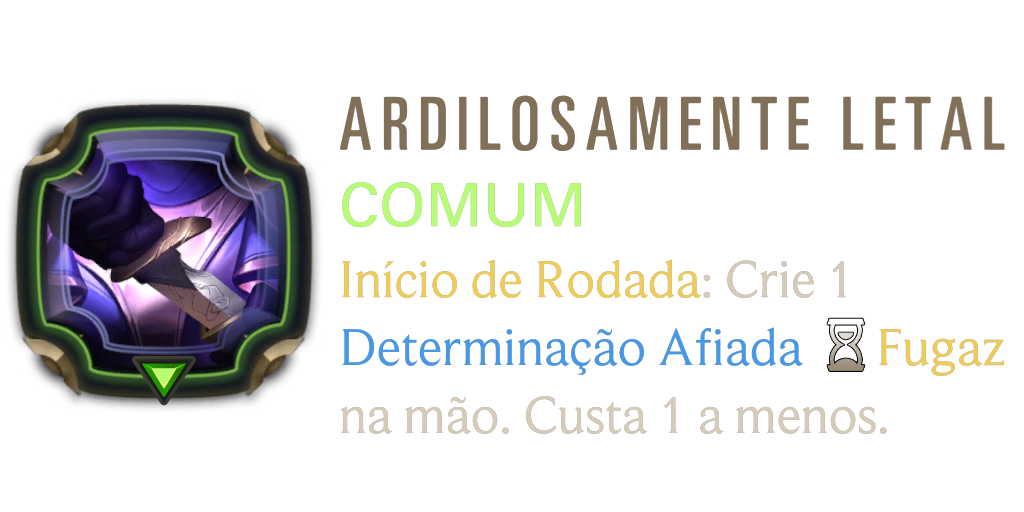 ARDILOSAMENTE LETAL
COMUM
Início de Rodada: Crie 1
Determinação Afiada Fugaz
na mão. Custa 1 a menos.